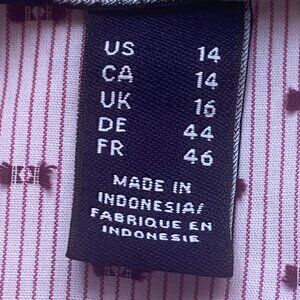 US 14
CA 14
UK 16
DE 44
FR 46
MADE IN
INDONESIA/
FABRIQUE EN
INDONESIE